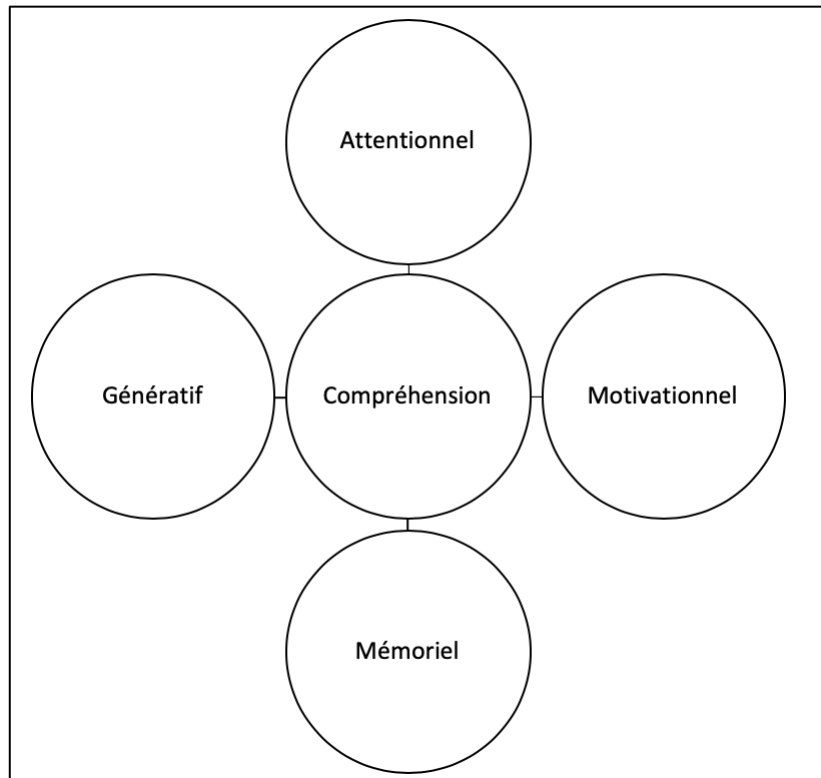 Attentionnel
Génératif
Compréhension
Motivationnel
Mémoriel